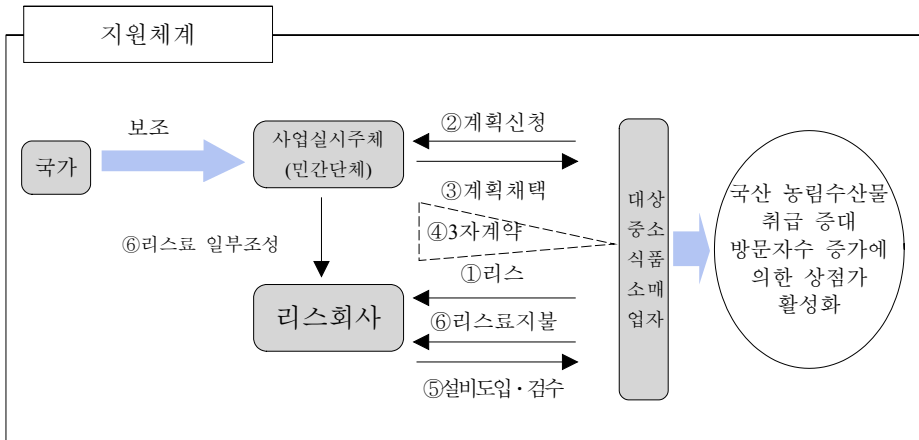 지원체계
보조
국가
사업실시주체
(민간단체)
②계획신청
③계획채택
④3자계약
⑥리스료 일부조성
①리스
리스회사
⑥리스료지불
⑤설비도입·검수
대상
중소
식품
소매
업자
국산 농림수산물
취급 증대
방문자수 증가에
의한 상점가
활성화